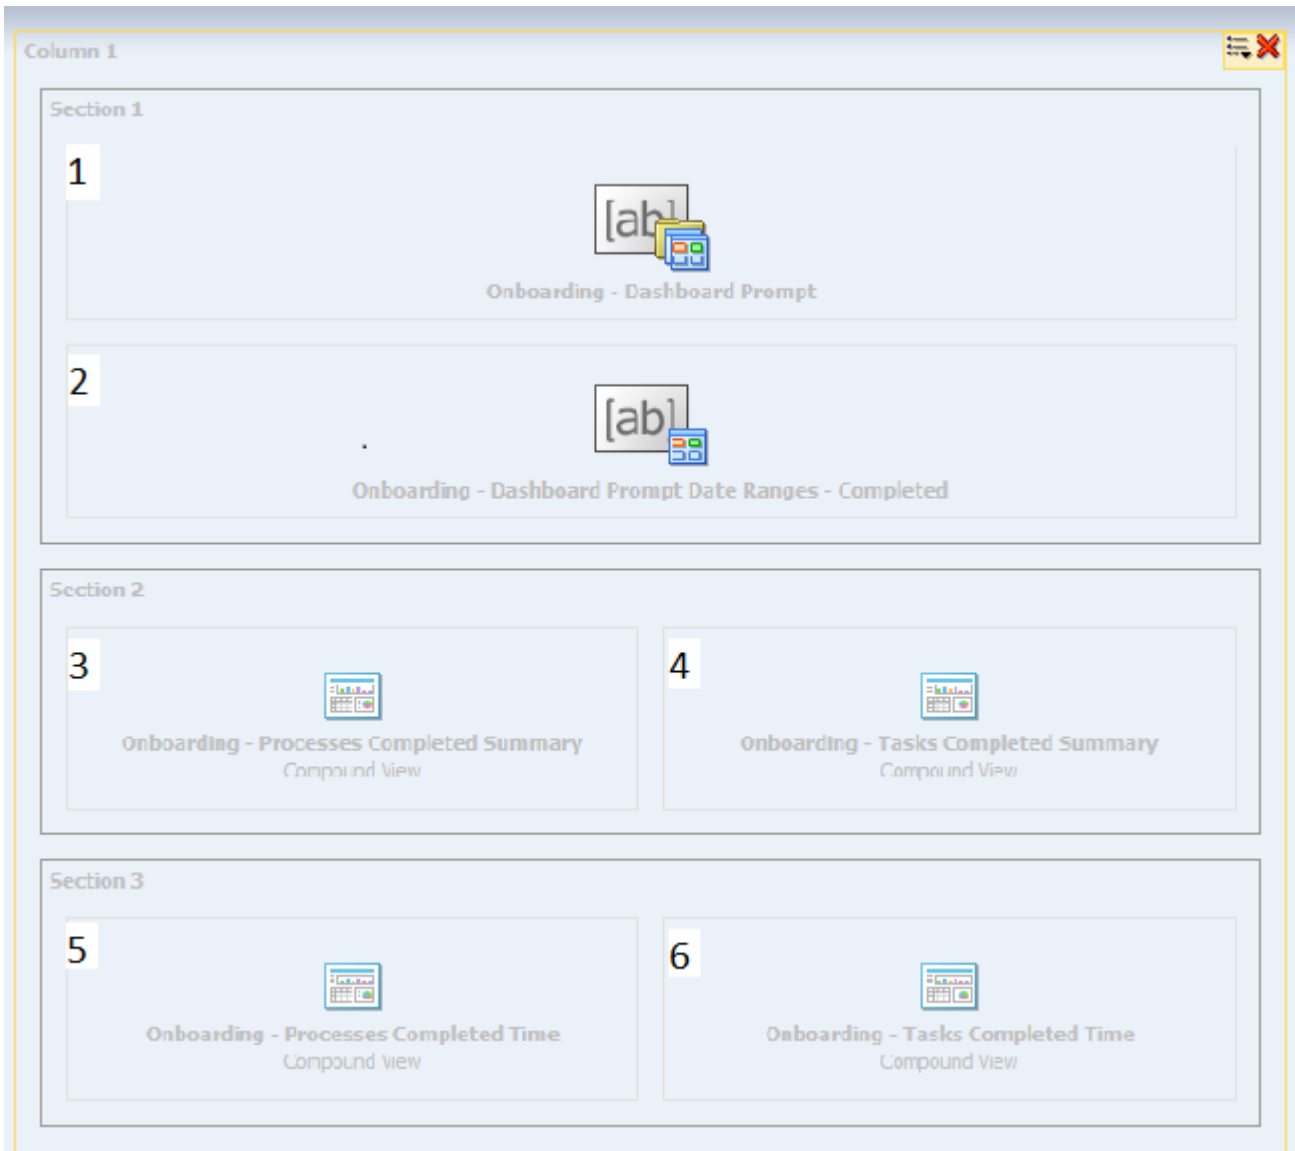 Column 1
Section 1
1
[ab]
Onboarding - Dashboard Prompt
2
[ab]
Onboarding - Dashboard Prompt Date Ranges - Completed
Section 2
3
Onboarding - Processes Completed Summary
Compound View
4
Onboarding - Tasks Completed Summary
Compound View
Section 3
5
Onboarding - Processes Completed Time
Compound View
6
Onboarding - Tasks Completed Time
Compound View